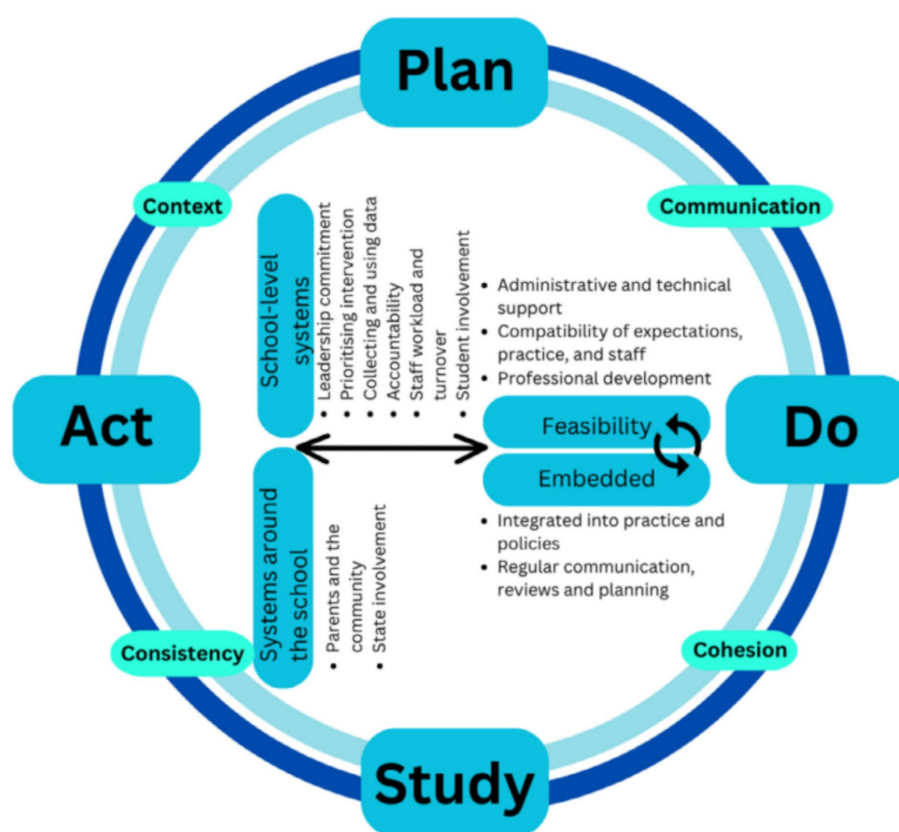 Plan
Context
Communication
School-level
systems
• Leadership commitment
• Prioritising intervention
• Collecting and using data
• Accountability
• Staff workload and
turnover
• Student involvement
• Administrative and technical
support
• Compatibility of expectations,
practice, and staff
• Professional development
Act
Feasibility
Do
Embedded
Systems around
the school
• Parents and the
community
• State involvement
• Integrated into practice and
policies
• Regular communication,
reviews and planning
Consistency
Cohesion
Study